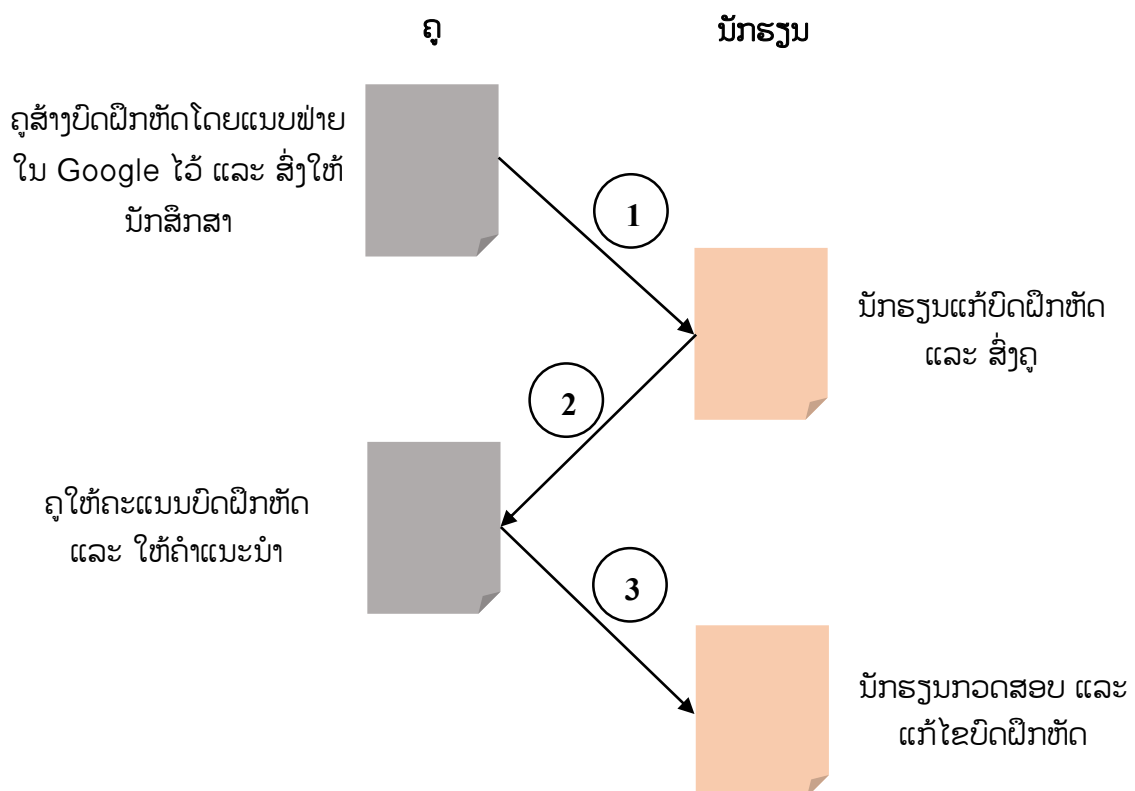 ຄູ
ນັກຮຽນ
ຄູສ້າງບົດຝຶກຫັດໂດຍແນບຟາຍ
ໃນ Google ໄວ້ ແລະ ສົ່ງໃຫ້
ນັກສຶກສາ
1
ນັກຮຽນແກ້ບົດຝຶກຫັດ
ແລະ ສົ່ງຄູ
2
ຄູໃຫ້ຄະແນນບົດຝຶກຫັດ
ແລະ ໃຫ້ຄຳແນະນຳ
3
ນັກຮຽນກວດສອບ ແລະ
ແກ້ໄຂບົດຝຶກຫັດ